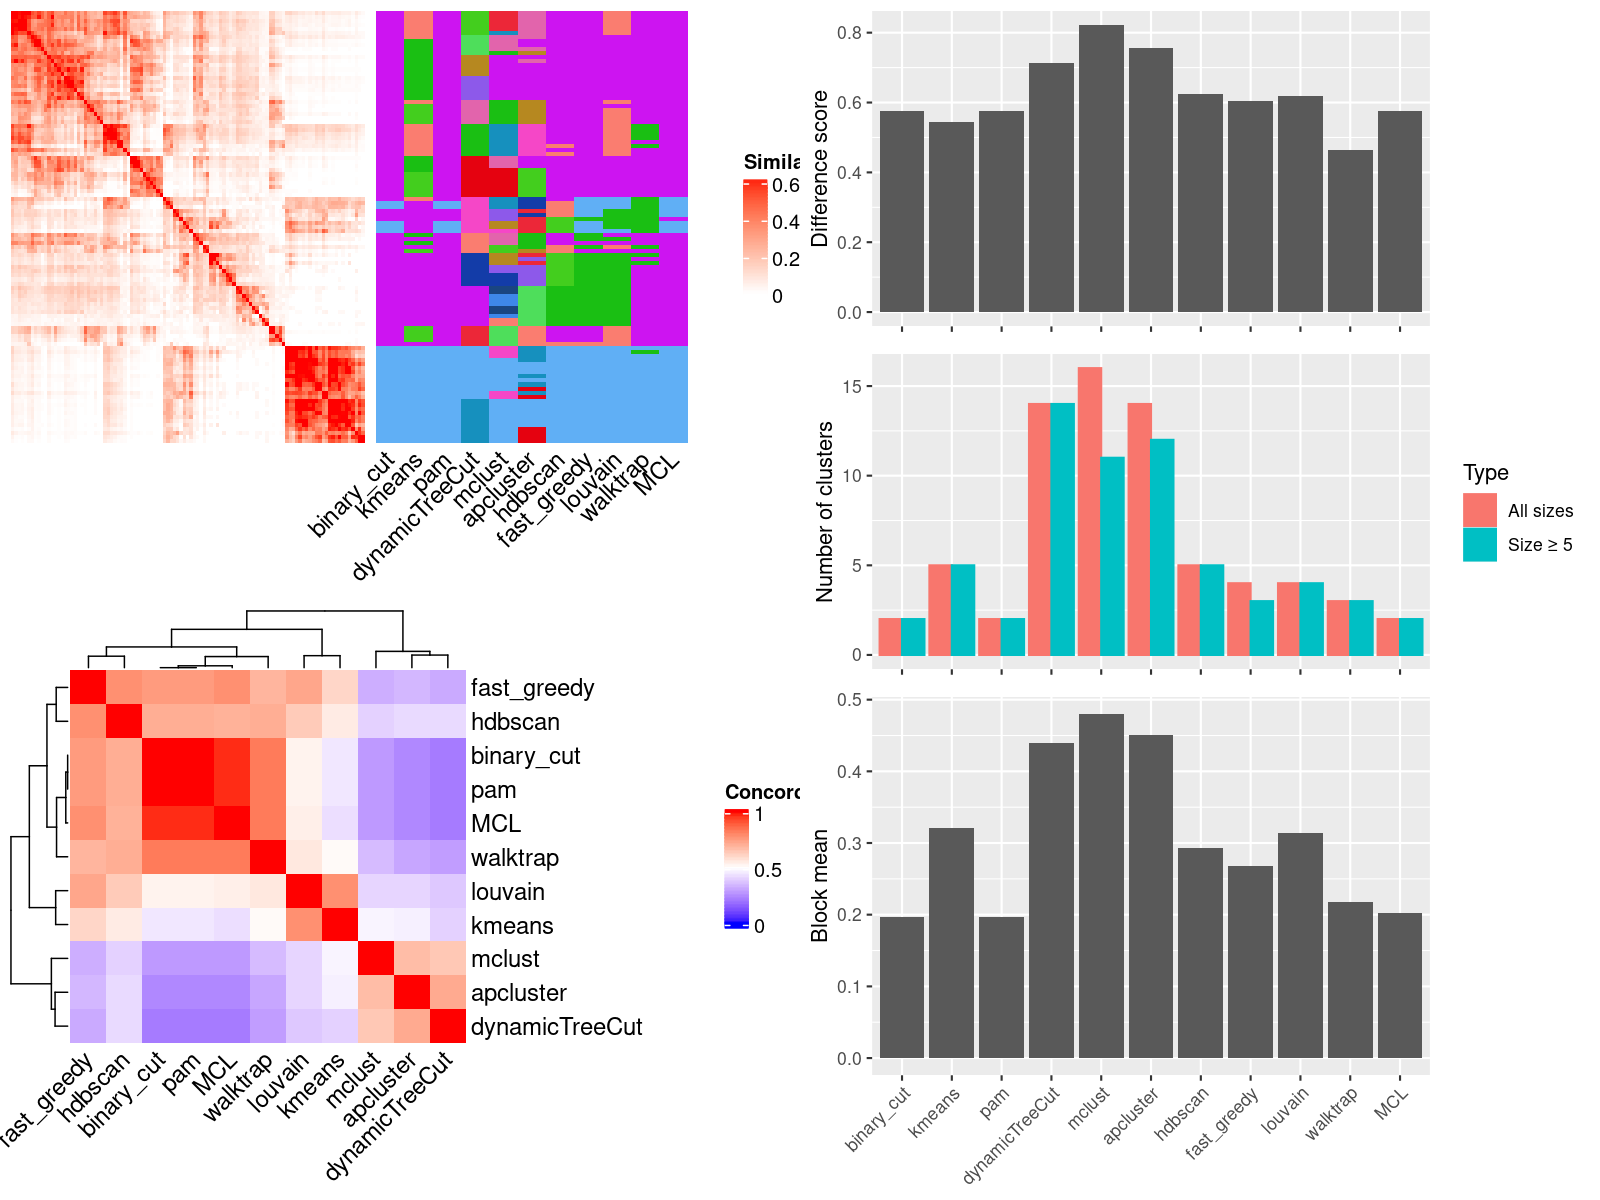 Simila
0.6
0.4
0.2
0
binary_cut
kmeans
pam
dynamicTreeCut
mclust
apcluster
hdbscan
fast_greedy
louvain
walktrap
MCL
Difference score
0.8
0.6
0.4
0.2
0.0
Number of clusters
15
10
5
0
Type
All sizes
Size ≥ 5
fast_greedy
hdbscan
binary_cut
pam
MCL
walktrap
louvain
kmeans
mclust
apcluster
dynamicTreeCut
fast_greedy
hdbscan
binary_cut
pam
MCL
walktrap
louvain
kmeans
mclust
apcluster
dynamicTreeCut
Concord
1
0.5
0
Block mean
0.5
0.4
0.3
0.2
0.1
0.0
binary_cut
kmeans
pam
dynamicTreeCut
mclust
apcluster
hdbscan
fast_greedy
louvain
walktrap
MCL